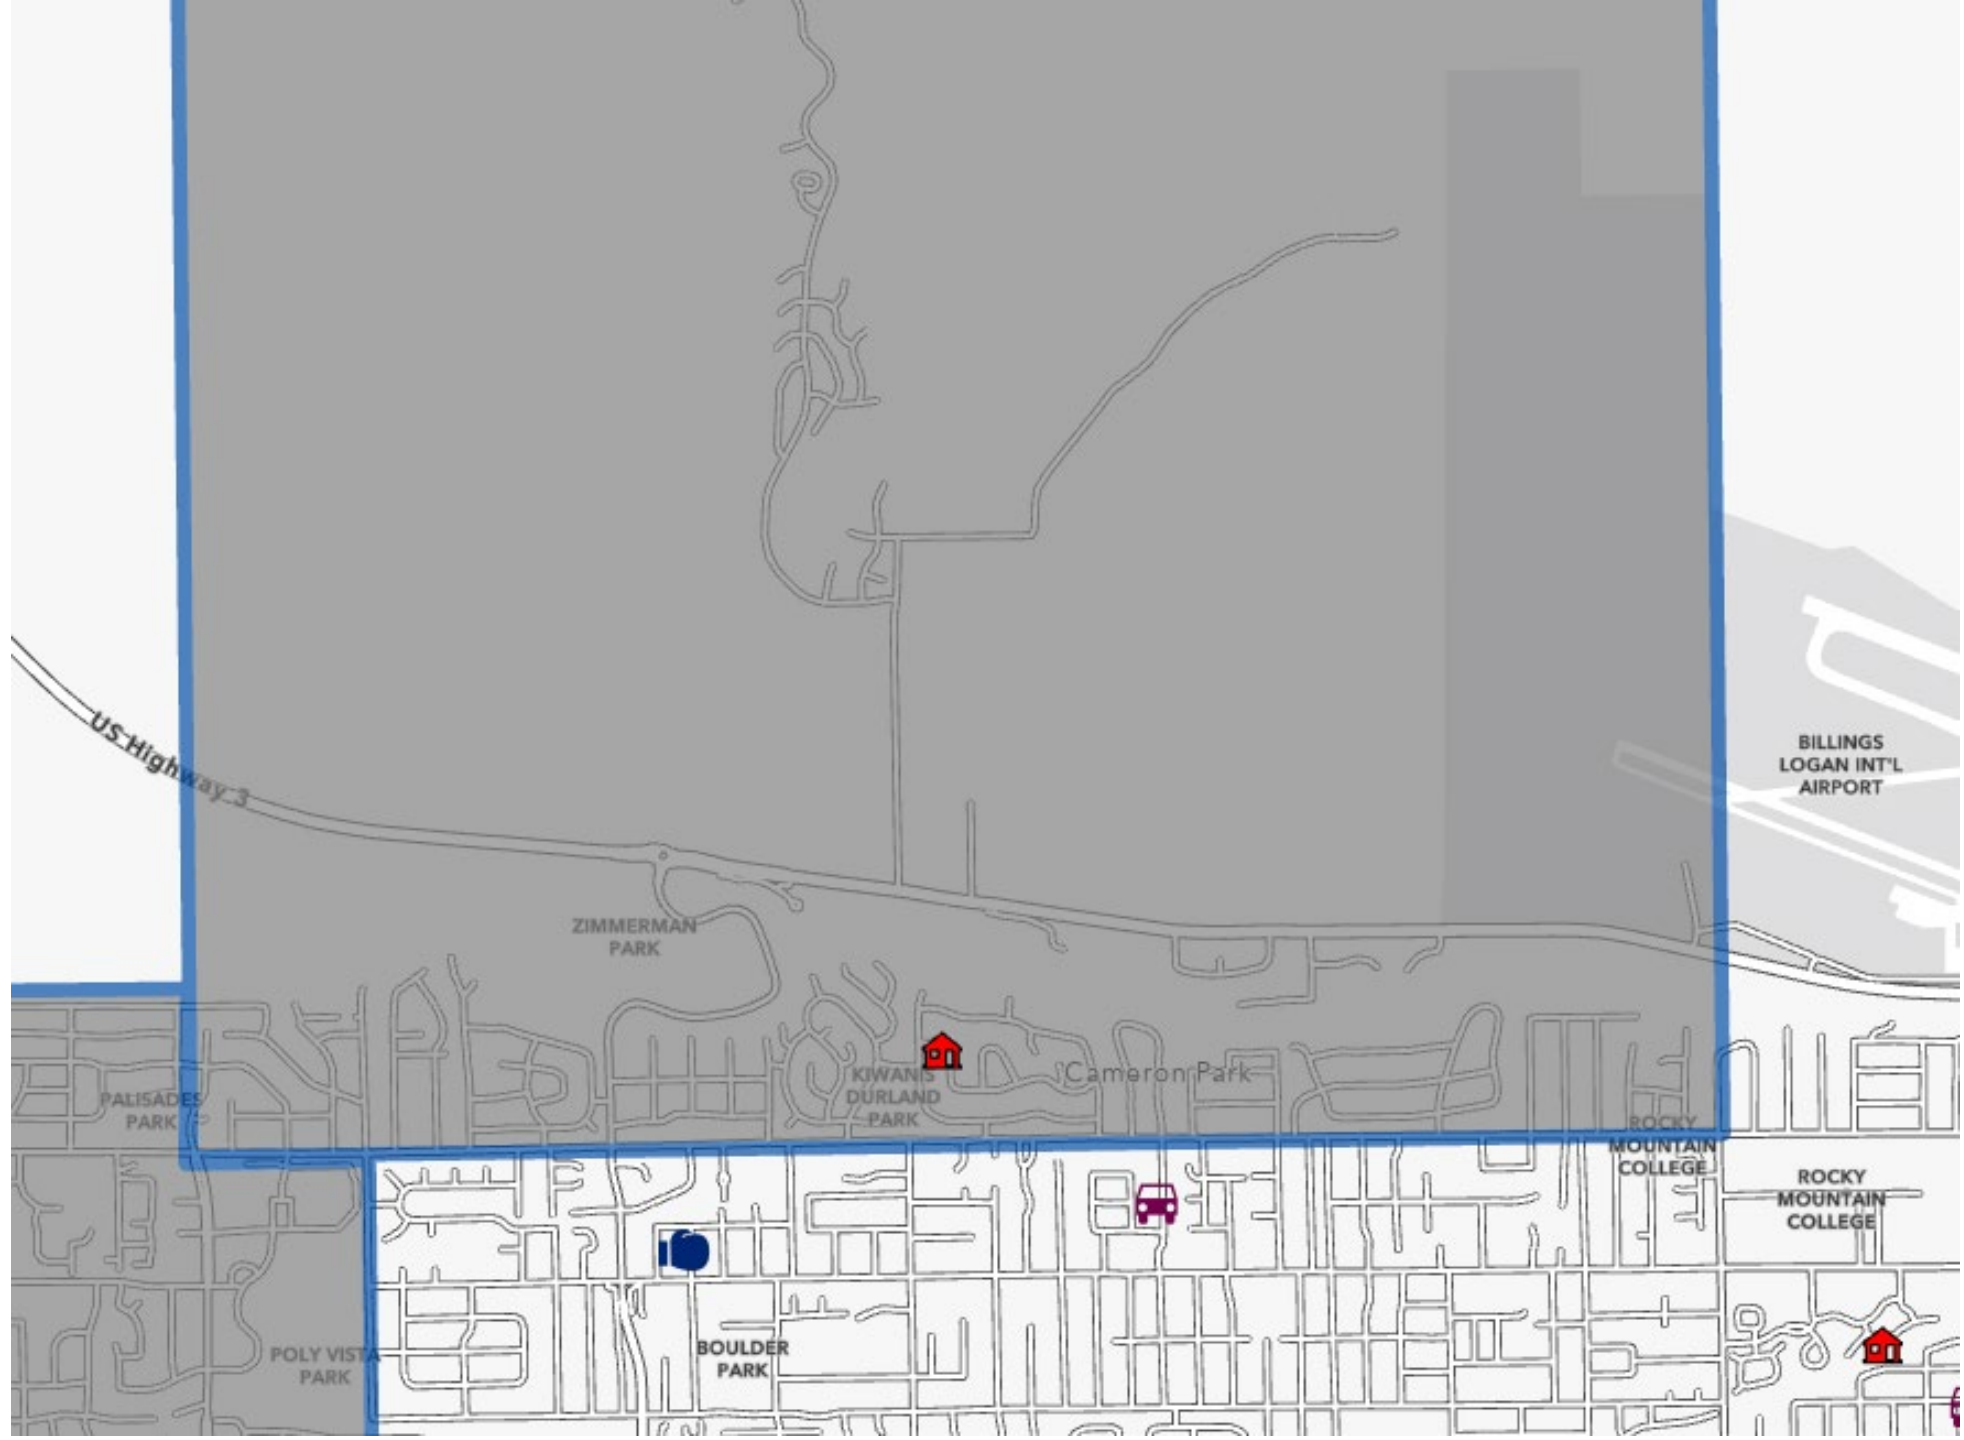 US Highway 3
BILLINGS
LOGAN INT'L
AIRPORT
ZIMMERMAN
PARK
KIWANIS
DURLAND
PARK
Cameron Park
PALISADES
PARK
ROCKY
MOUNTAIN
COLLEGE
ROCKY
MOUNTAIN
COLLEGE
BOULDER
PARK
POLY VISTA
PARK